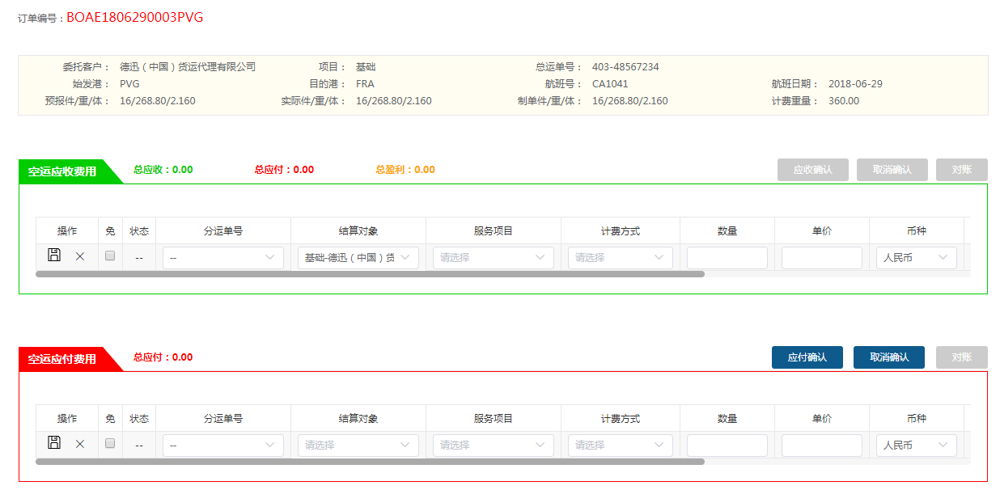 订单编号：BOAE1806290003PVG
委托客户： 德迅（中国）货运代理有限公司 项目： 基础 总运单号： 403-48567234
始发港： PVG 目的港： FRA 航班号： CA1041 航班日期： 2018-06-29
预报件/重/体： 16/268.80/2.160 实际件/重/体： 16/268.80/2.160 制单件/重/体： 16/268.80/2.160 计费重量： 360.00
空运应收费用 总应收：0.00 总应付：0.00 总盈利：0.00 应收确认 取消确认 对账
操作 免 状态 分运单号 结算对象 服务项目 计费方式 数量 单价 币种
-- -- 基础-德迅（中国）货 请选择 请选择 人民币
空运应付费用 总应付：0.00 应付确认 取消确认 对账
操作 免 状态 分运单号 结算对象 服务项目 计费方式 数量 单价 币种
-- -- 请选择 请选择 请选择 人民币